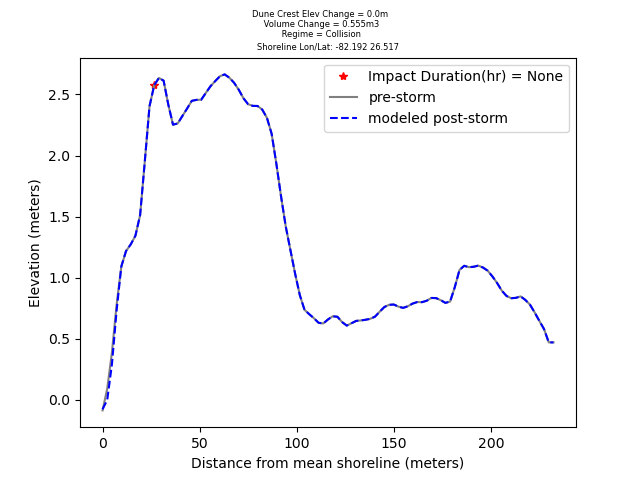 Dune Crest Elev Change = 0.0m
Volume Change = 0.555m3
Regime = Collision
Shoreline Lon/Lat: -82.192 26.517
Impact Duration(hr) = None
pre-storm
modeled post-storm
2.5
2.0
1.5
1.0
0.5
0.0
Elevation (meters)
0
50
100
150
200
Distance from mean shoreline (meters)